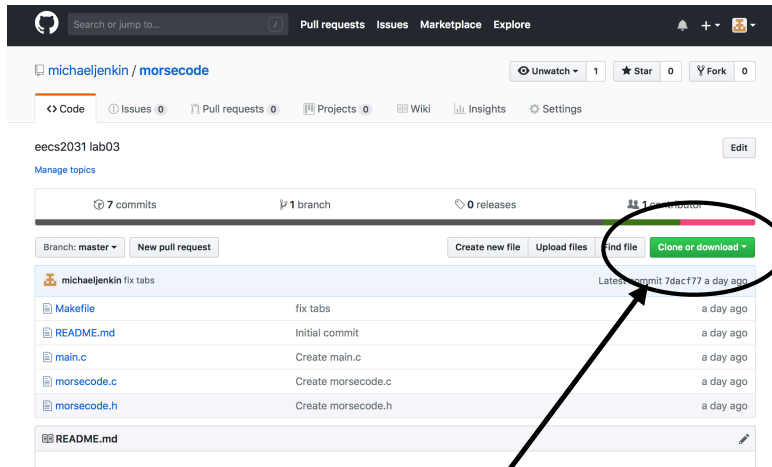 Search or jump to... / Pull requests Issues Marketplace Explore
michaeljenkin / morsecode Unwatch 1 Star 0 Fork 0
Code Issues 0 Pull requests 0 Projects 0 Wiki Insights Settings
eecs2031 lab03 Edit
Manage topics
7 commits 1 branch 0 releases 1 contributor
Branch: master New pull request Create new file Upload files Find file Clone or download
michaeljenkin fix tabs Latest commit 7dacf77 a day ago
Makefile fix tabs a day ago
README.md Initial commit a day ago
main.c Create main.c a day ago
morsecode.c Create morsecode.c a day ago
morsecode.h Create morsecode.h a day ago
README.md